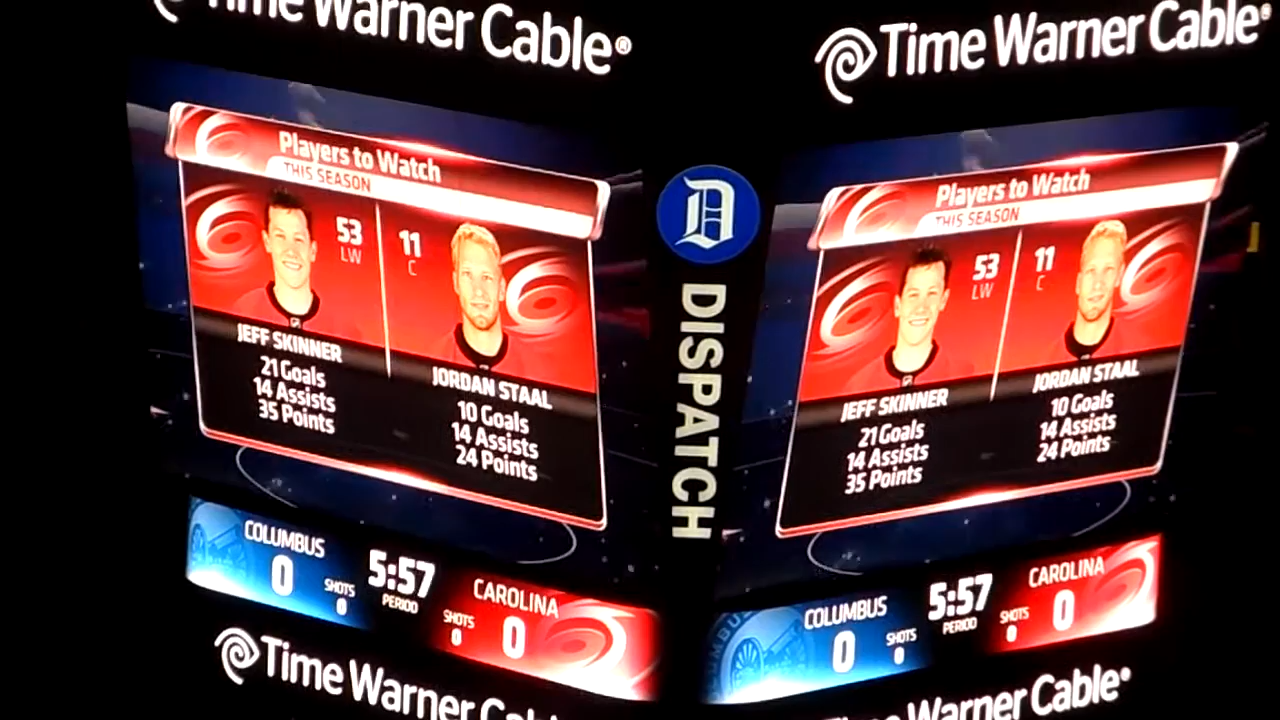 Time Warner Cable®
Players to Watch
THIS SEASON
53
LW
11
C
JEFF SKINNER
21 Goals
14 Assists
35 Points
JORDAN STAAL
10 Goals
14 Assists
24 Points
COLUMBUS
0
SHOTS
0
5:57
PERIOD
CAROLINA
SHOTS
0
0
Time Warner Cable
D
DISPATCH
Time Warner Cable®
Players to Watch
THIS SEASON
53
LW
11
C
JEFF SKINNER
21 Goals
14 Assists
35 Points
JORDAN STAAL
10 Goals
14 Assists
24 Points
COLUMBUS
0
SHOTS
0
5:57
PERIOD
CAROLINA
SHOTS
0
0
Time Warner Cable®